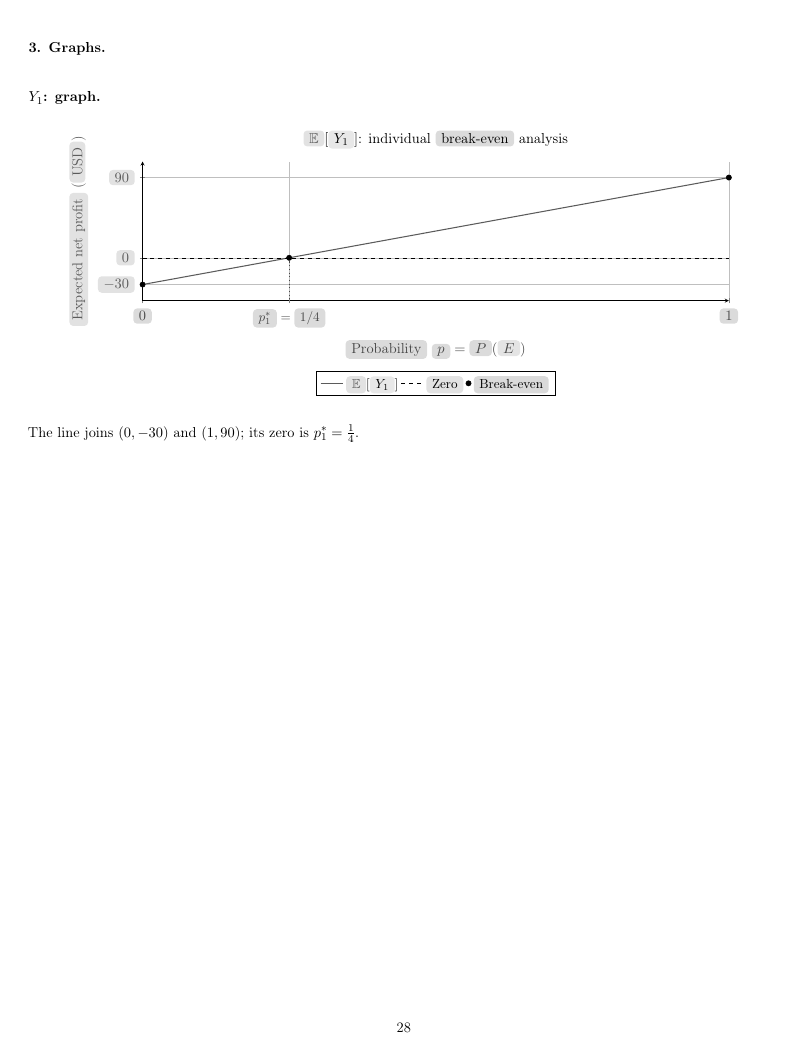 3. Graphs.
Y₁: graph.
𝔼[Y₁]: individual break-even analysis
Expected net profit (USD)
90
0
−30
0
p₁* = 1/4
1
Probability p = P(E)
𝔼[Y₁] Zero Break-even
The line joins (0, −30) and (1, 90); its zero is p₁* = 1/4.
28